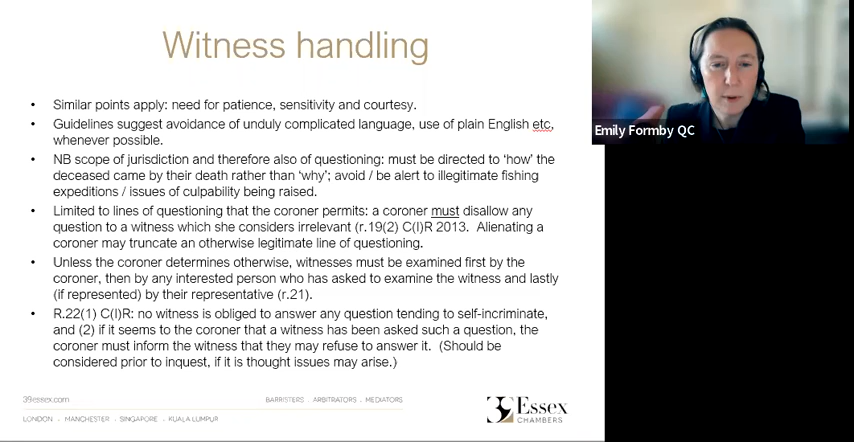 Witness handling
Emily Formby QC
• Similar points apply: need for patience, sensitivity and courtesy.
• Guidelines suggest avoidance of unduly complicated language, use of plain English etc,
whenever possible.
• NB scope of jurisdiction and therefore also of questioning: must be directed to ‘how’ the
deceased came by their death rather than ‘why’; avoid / be alert to illegitimate fishing
expeditions / issues of culpability being raised.
• Limited to lines of questioning that the coroner permits: a coroner must disallow any
question to a witness which she considers irrelevant (r.19(2) C(I)R 2013. Alienating a
coroner may truncate an otherwise legitimate line of questioning.
• Unless the coroner determines otherwise, witnesses must be examined first by the
coroner, then by any interested person who has asked to examine the witness and lastly
(if represented) by their representative (r.21).
• R.22(1) C(I)R: no witness is obliged to answer any question tending to self-incriminate,
and (2) if it seems to the coroner that a witness has been asked such a question, the
coroner must inform the witness that they may refuse to answer it. (Should be
considered prior to inquest, if it is thought issues may arise.)
39essex.com
BARRISTERS . ARBITRATORS . MEDIATORS
LONDON . MANCHESTER . SINGAPORE . KUALA LUMPUR
39 Essex
CHAMBERS